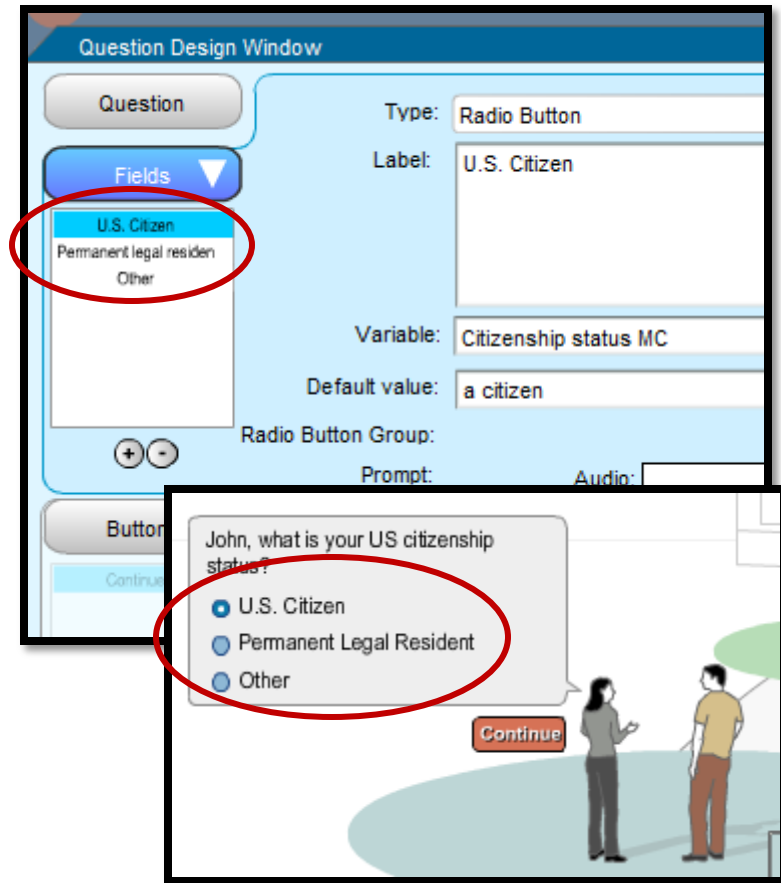 Question Design Window
Question
Type: Radio Button
Fields
Label: U.S. Citizen
U.S. Citizen
Permanent legal residen
Other
Variable: Citizenship status MC
Default value: a citizen
Radio Button Group:
Prompt: Audio:
Button
Continue
John, what is your US citizenship
status?
U.S. Citizen
Permanent Legal Resident
Other
Continue